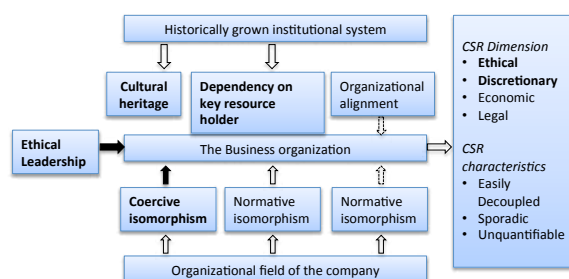 Historically grown institutional system
Cultural
heritage
Dependency on
key resource
holder
Organizational
alignment
Ethical
Leadership
The Business organization
Coercive
isomorphism
Normative
isomorphism
Normative
isomorphism
Organizational field of the company
CSR Dimension
• Ethical
• Discretionary
• Economic
• Legal
CSR
characteristics
• Easily
Decoupled
• Sporadic
• Unquantifiable